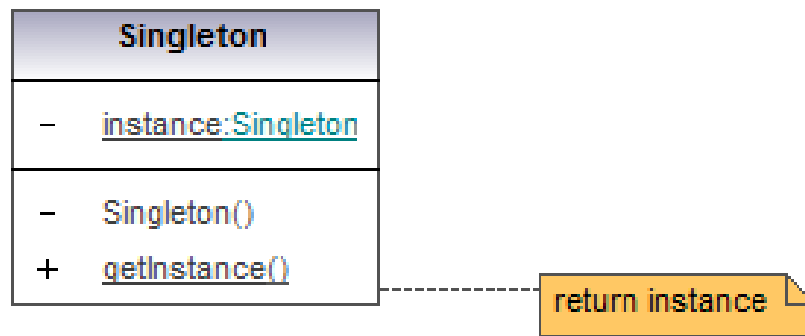 Singleton
- instance:Singleton
- Singleton()
+ getInstance()
return instance